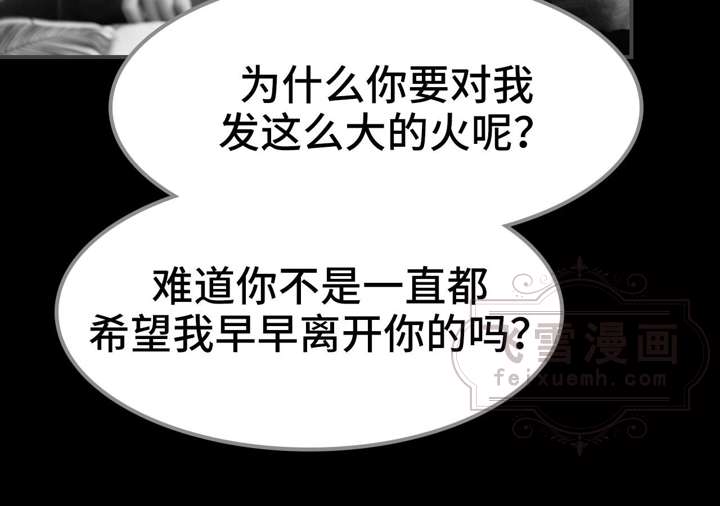 为什么你要对我
发这么大的火呢？
难道你不是一直都
希望我早早离开你的吗？
飞雪漫画
feixuemh.com